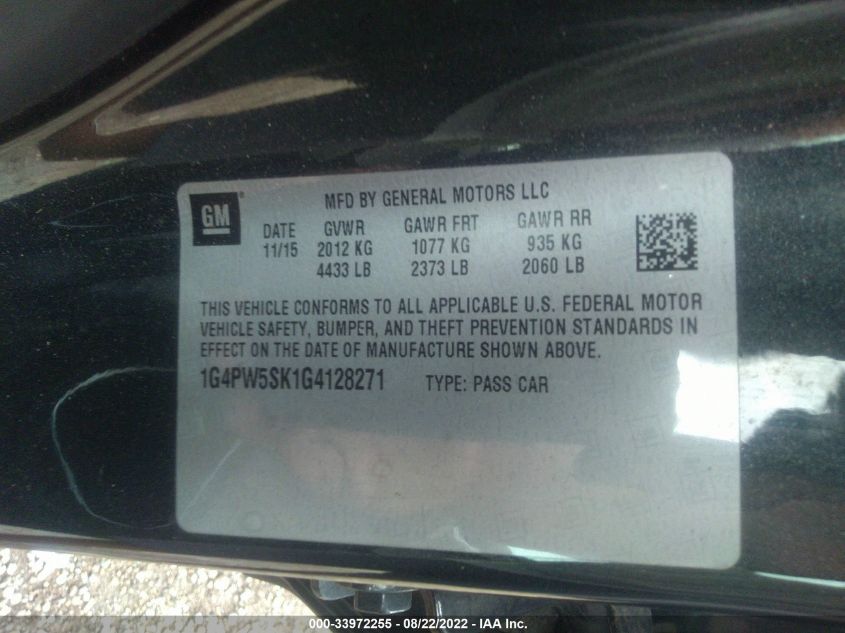 MFD BY GENERAL MOTORS LLC
GM®
DATE GVWR GAWR FRT GAWR RR
11/15 2012 KG 1077 KG 935 KG
4433 LB 2373 LB 2060 LB
THIS VEHICLE CONFORMS TO ALL APPLICABLE U.S. FEDERAL MOTOR
VEHICLE SAFETY, BUMPER, AND THEFT PREVENTION STANDARDS IN
EFFECT ON THE DATE OF MANUFACTURE SHOWN ABOVE.
1G4PW5SK1G4128271 TYPE: PASS CAR
000-33972255 - 08/22/2022 - IAA Inc.